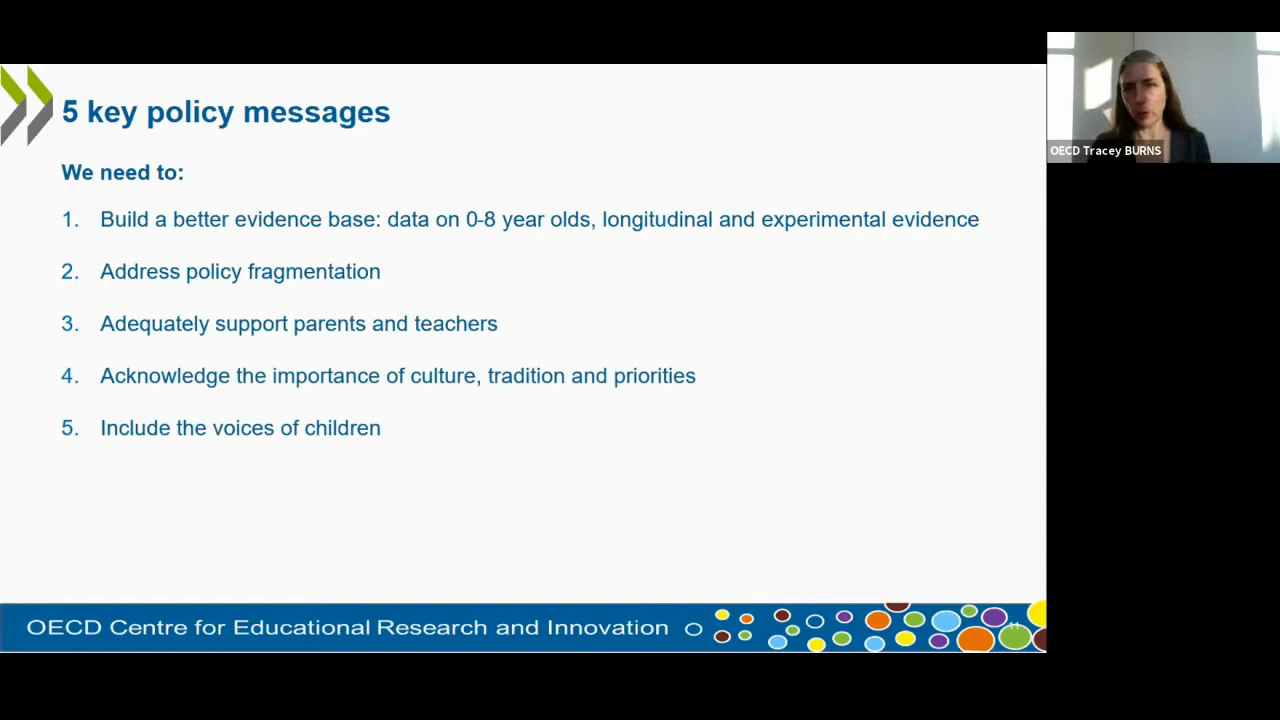 5 key policy messages
We need to:
1. Build a better evidence base: data on 0-8 year olds, longitudinal and experimental evidence
2. Address policy fragmentation
3. Adequately support parents and teachers
4. Acknowledge the importance of culture, tradition and priorities
5. Include the voices of children
OECD Centre for Educational Research and Innovation
11
OECD Tracey BURNS